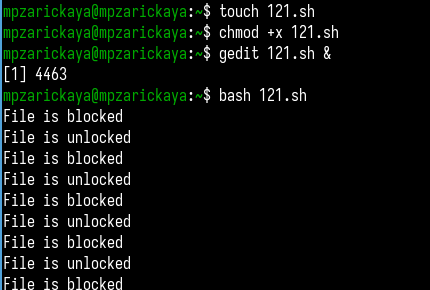 mpzarickaya@mpzarickaya:~$ touch 121.sh
mpzarickaya@mpzarickaya:~$ chmod +x 121.sh
mpzarickaya@mpzarickaya:~$ gedit 121.sh &
[1] 4463
mpzarickaya@mpzarickaya:~$ bash 121.sh
File is blocked
File is unlocked
File is blocked
File is unlocked
File is blocked
File is unlocked
File is blocked
File is unlocked
File is blocked